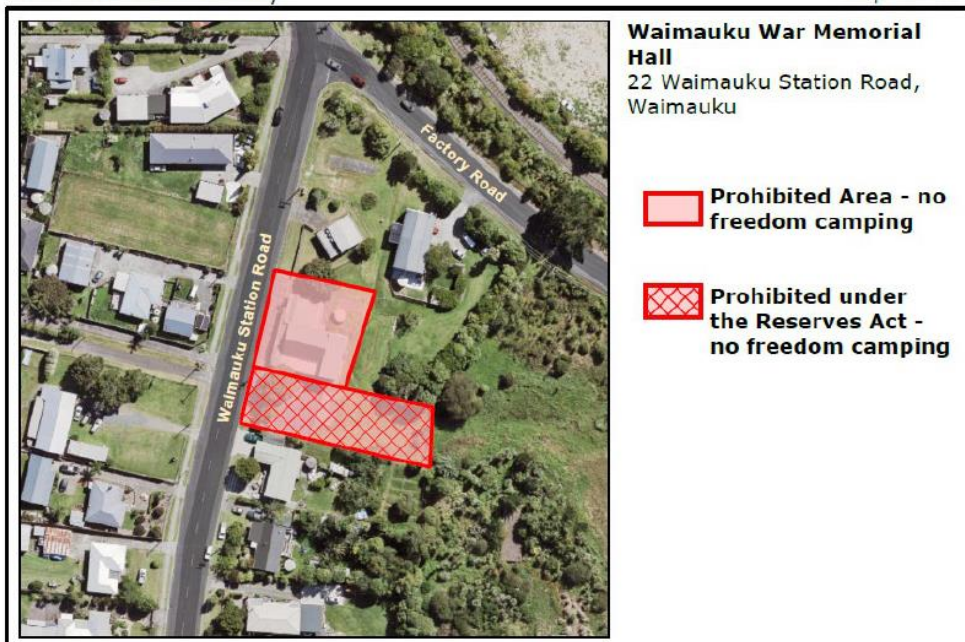 Waimauku War Memorial
Hall
22 Waimauku Station Road,
Waimauku
Prohibited Area - no
freedom camping
Prohibited under
the Reserves Act -
no freedom camping
Factory Road
Waimauku Station Road